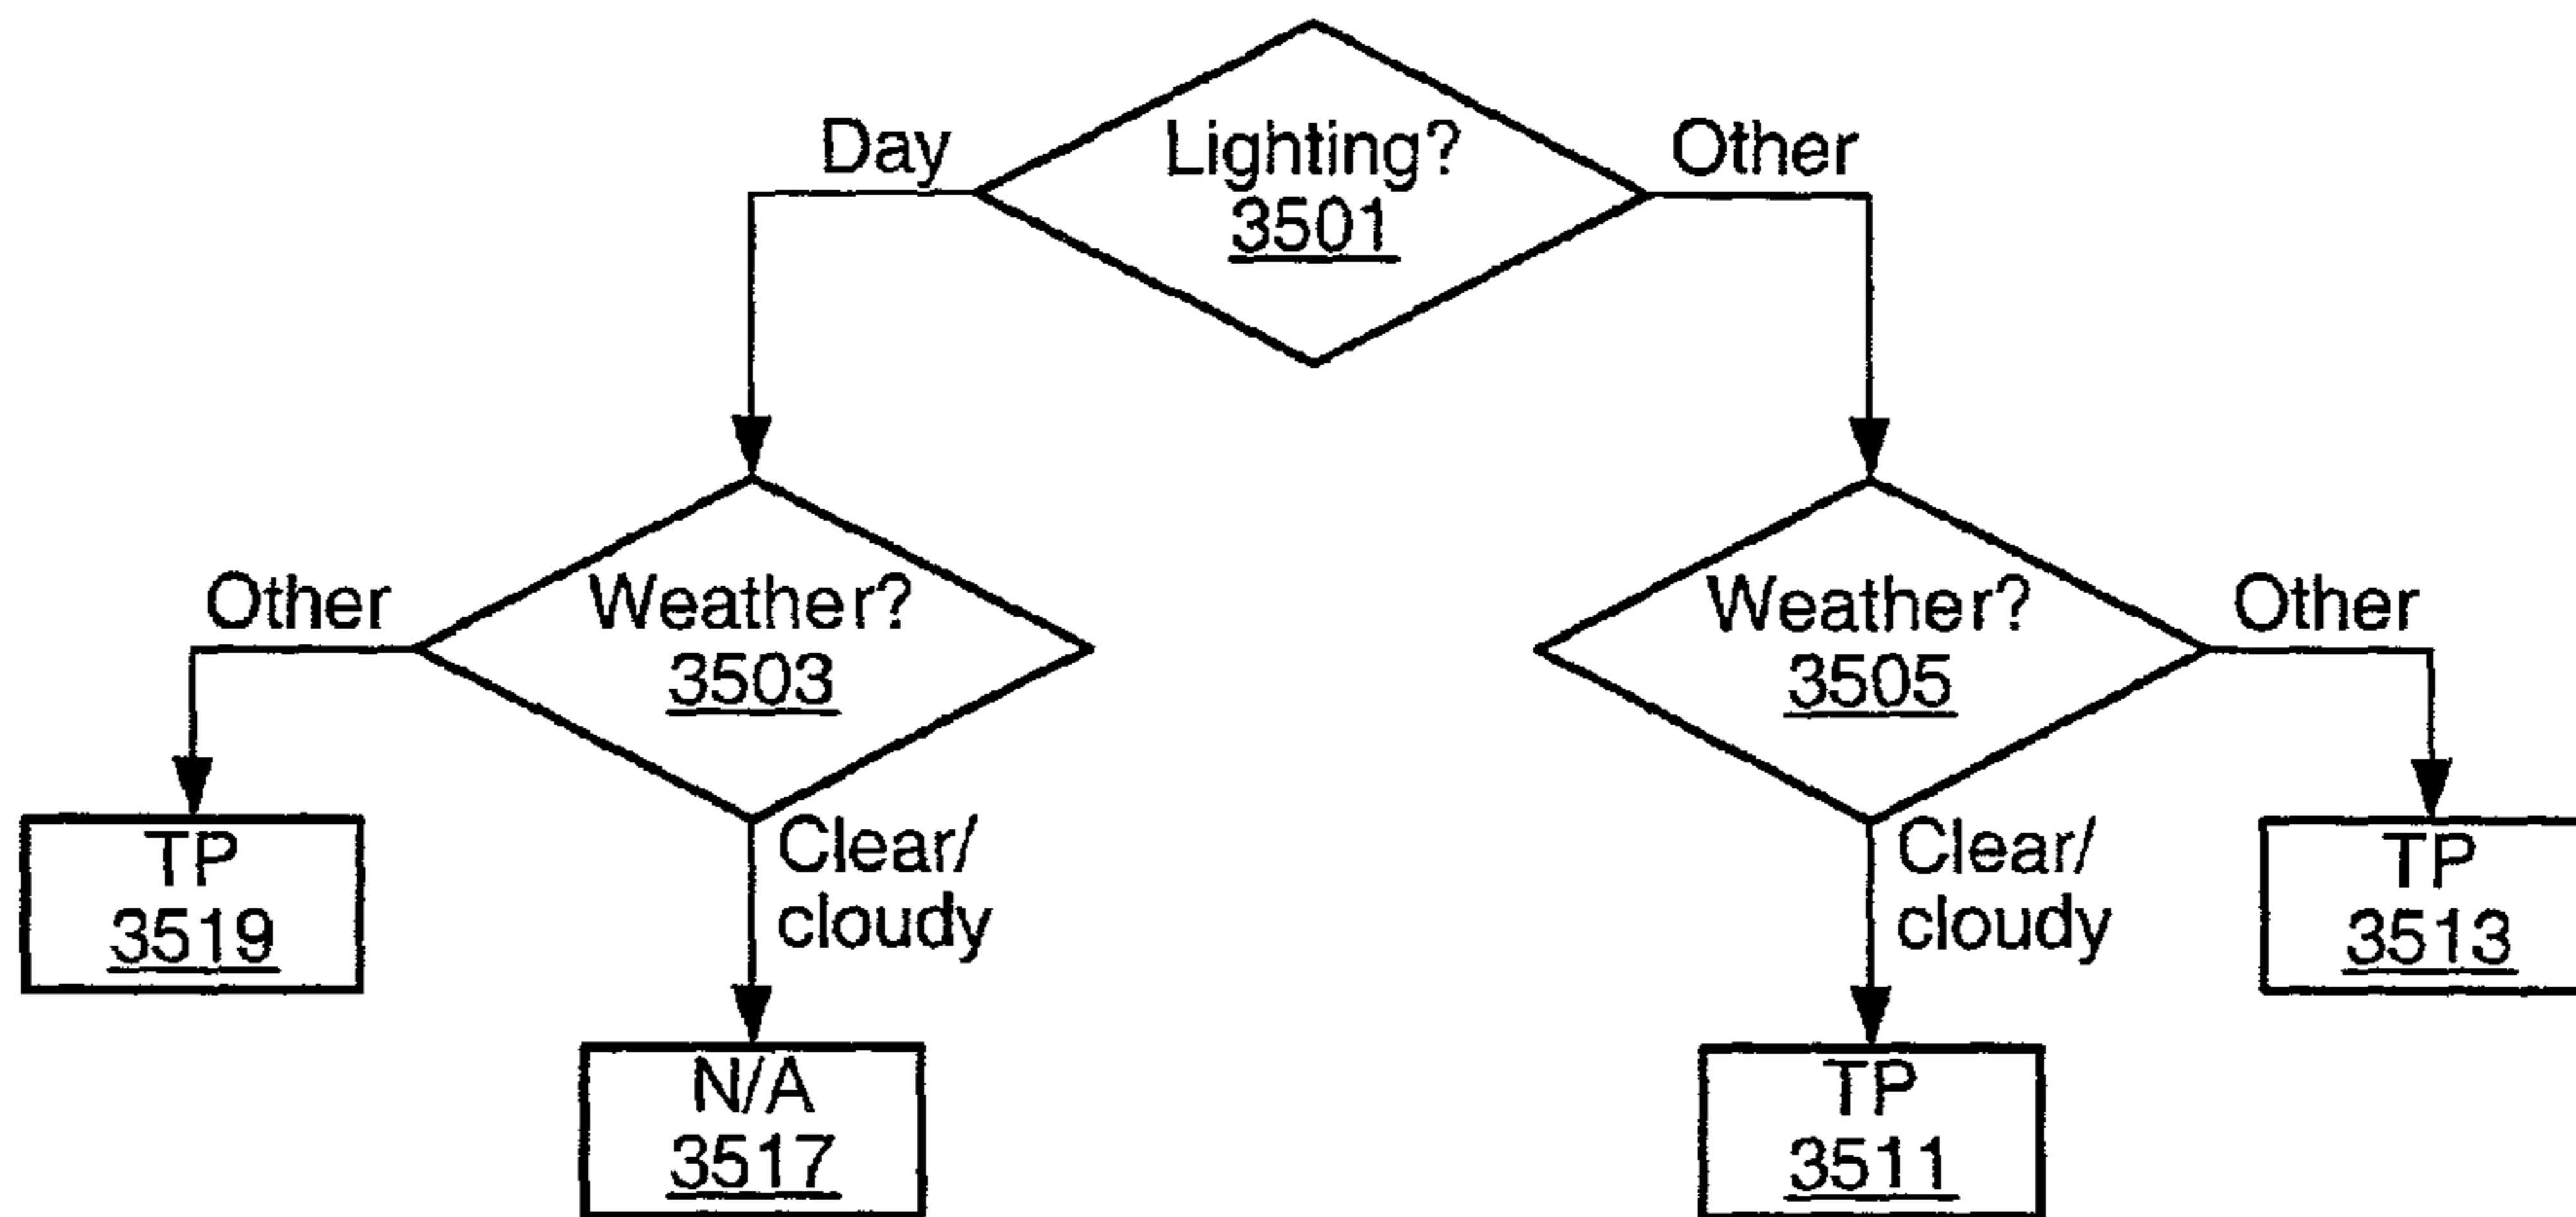 Day
Lighting?
3501
Other
Other
Weather?
3503
Weather?
3505
Other
TP
3519
Clear/
cloudy
Clear/
cloudy
TP
3513
N/A
3517
TP
3511